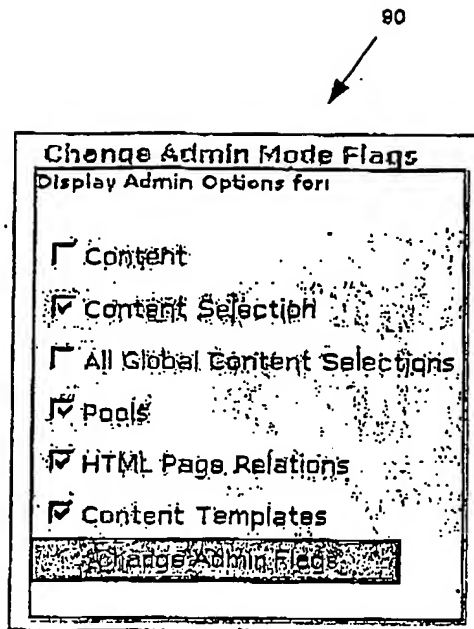 90
Change Admin Mode Flags
Display Admin Options for:
Content
Content Selection
All Global Content Selections
Pools
HTML Page Relations
Content Templates
Change Admin Flags